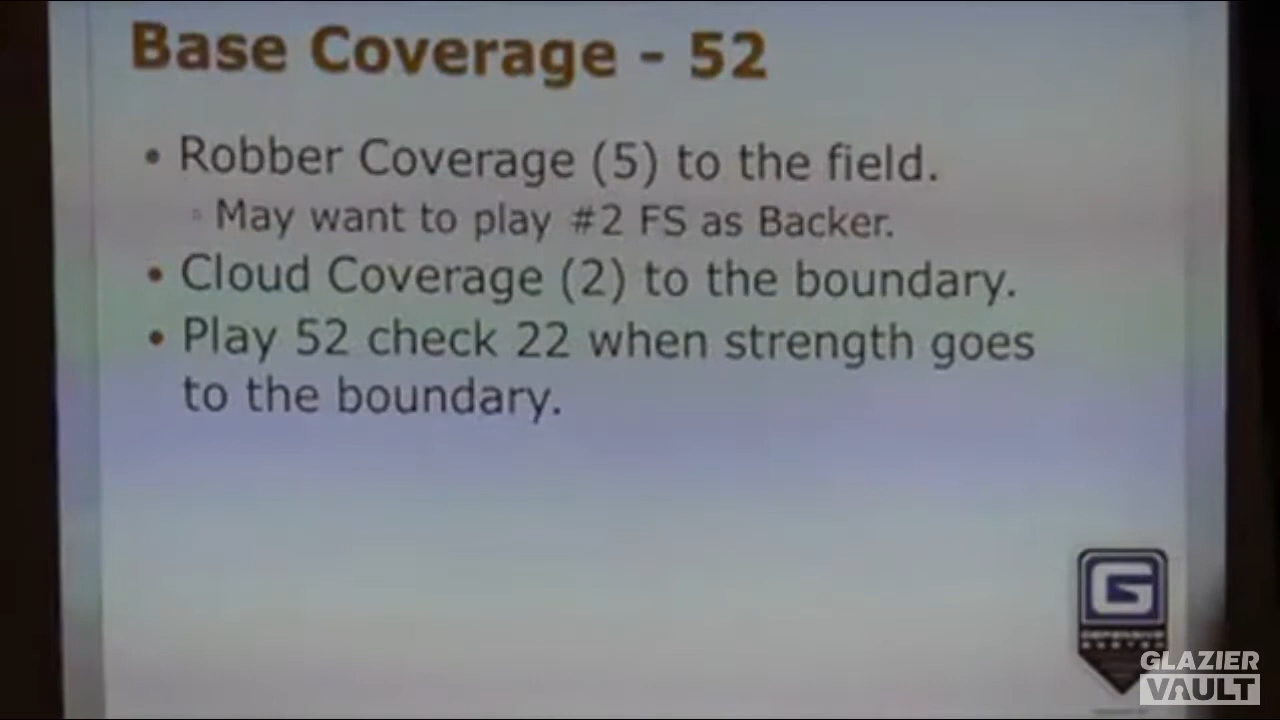 Base Coverage - 52
• Robber Coverage (5) to the field.
▫ May want to play #2 FS as Backer.
• Cloud Coverage (2) to the boundary.
• Play 52 check 22 when strength goes
to the boundary.
G
GLAZIER
VAULT